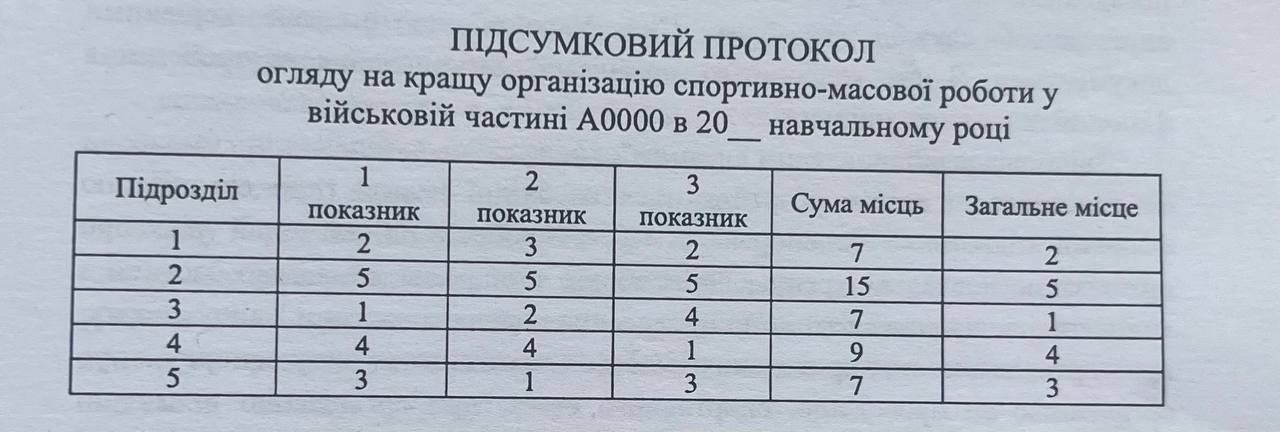 ПІДСУМКОВИЙ ПРОТОКОЛ
огляду на кращу організацію спортивно-масової роботи у
військовій частині А0000 в 20__ навчальному році
Підрозділ 1 показник 2 показник 3 показник Сума місць Загальне місце
1 2 3 2 7 2
2 5 5 5 15 5
3 1 2 4 7 1
4 4 4 1 9 4
5 3 1 3 7 3